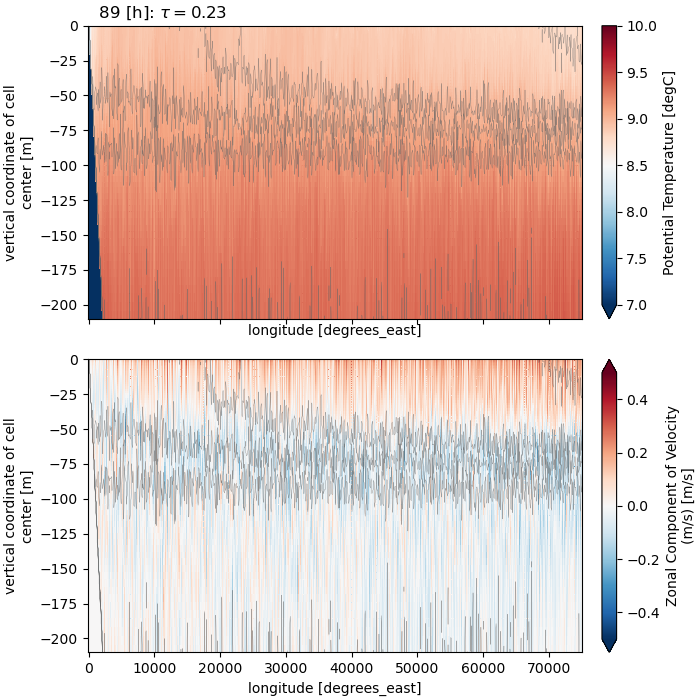 89 [h]: τ = 0.23
0
−25
−50
−75
−100
−125
−150
−175
−200
vertical coordinate of cell
center [m]
longitude [degrees_east]
10.0
9.5
9.0
8.5
8.0
7.5
7.0
Potential Temperature [degC]
0
−25
−50
−75
−100
−125
−150
−175
−200
vertical coordinate of cell
center [m]
0 10000 20000 30000 40000 50000 60000 70000
longitude [degrees_east]
0.4
0.2
0.0
−0.2
−0.4
Zonal Component of Velocity
(m/s) [m/s]